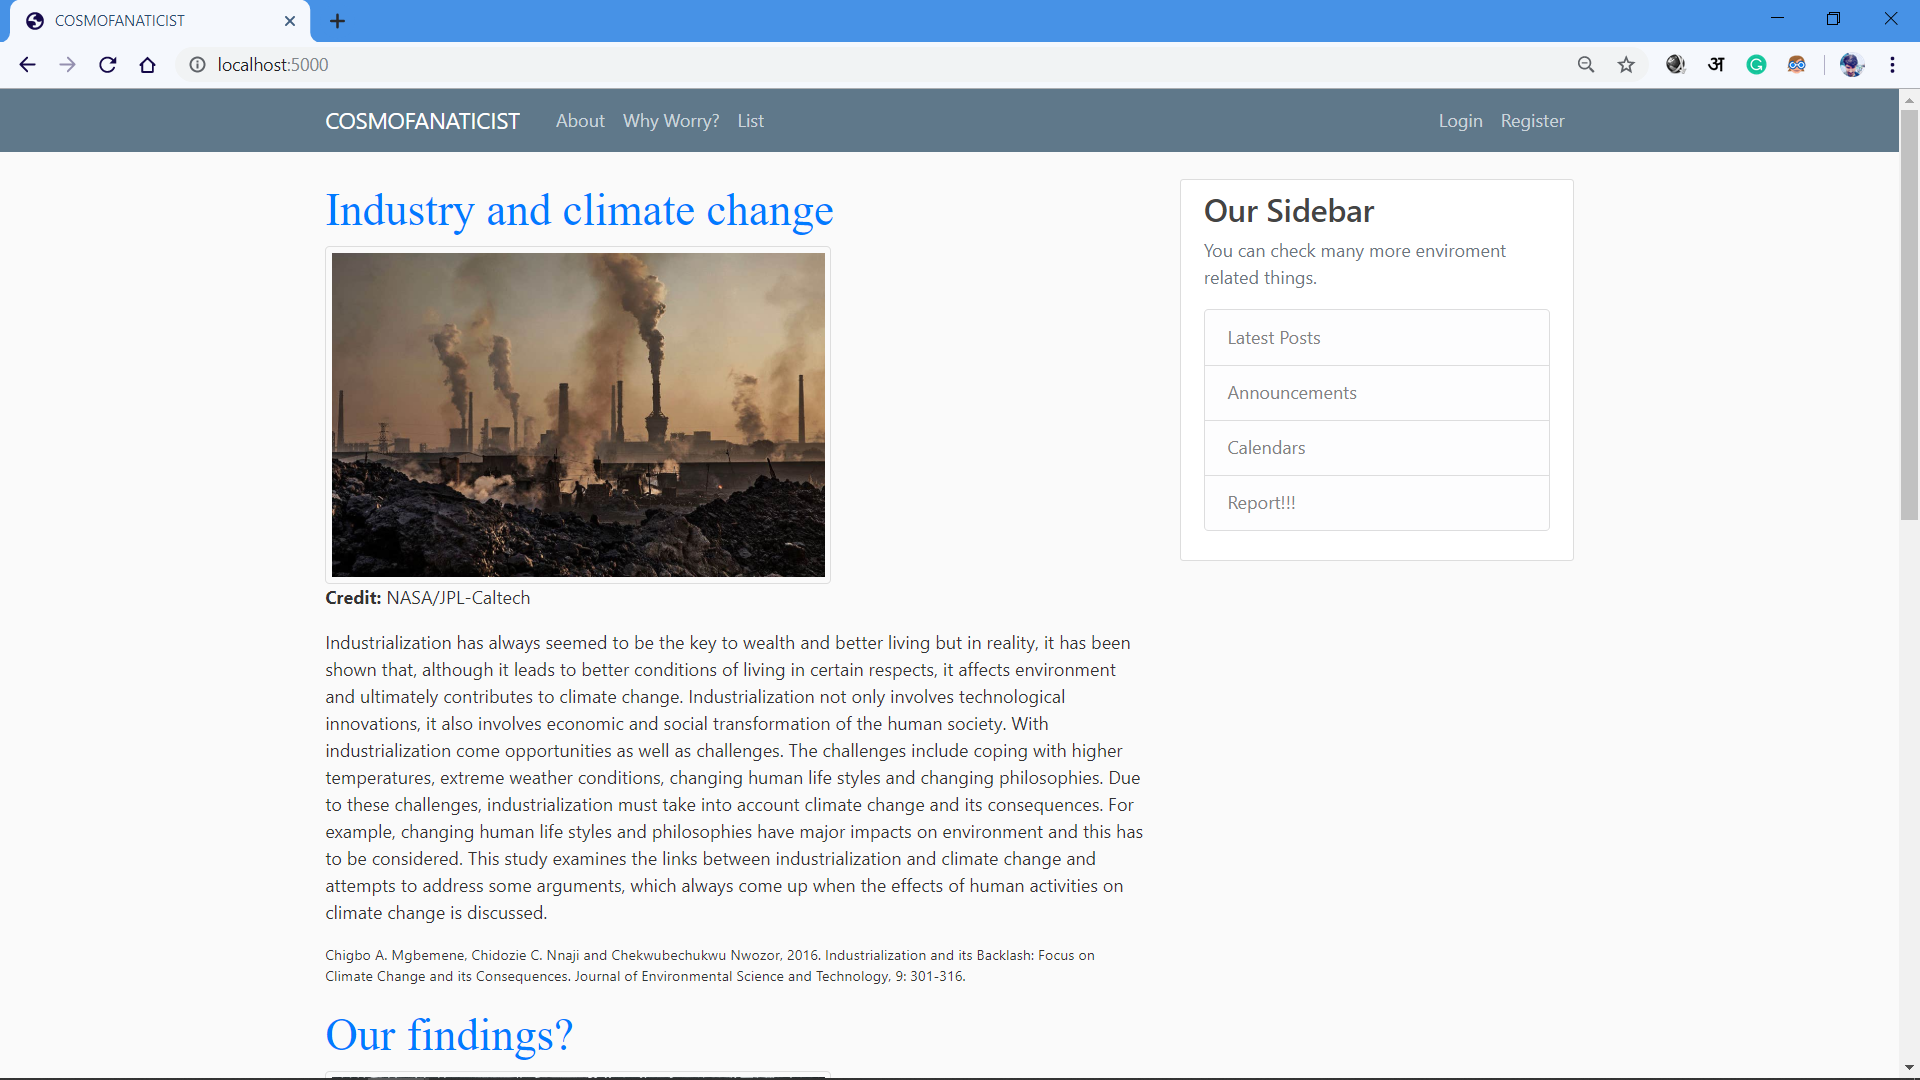 COSMOFANATICIST
localhost:5000
अ
COSMOFANATICIST About Why Worry? List Login Register
Industry and climate change
Credit: NASA/JPL-Caltech
Industrialization has always seemed to be the key to wealth and better living but in reality, it has been
shown that, although it leads to better conditions of living in certain respects, it affects environment
and ultimately contributes to climate change. Industrialization not only involves technological
innovations, it also involves economic and social transformation of the human society. With
industrialization come opportunities as well as challenges. The challenges include coping with higher
temperatures, extreme weather conditions, changing human life styles and changing philosophies. Due
to these challenges, industrialization must take into account climate change and its consequences. For
example, changing human life styles and philosophies have major impacts on environment and this has
to be considered. This study examines the links between industrialization and climate change and
attempts to address some arguments, which always come up when the effects of human activities on
climate change is discussed.
Chigbo A. Mgbemene, Chidozie C. Nnaji and Chekwubechukwu Nwozor, 2016. Industrialization and its Backlash: Focus on
Climate Change and its Consequences. Journal of Environmental Science and Technology, 9: 301-316.
Our findings?
Our Sidebar
You can check many more enviroment
related things.
Latest Posts
Announcements
Calendars
Report!!!